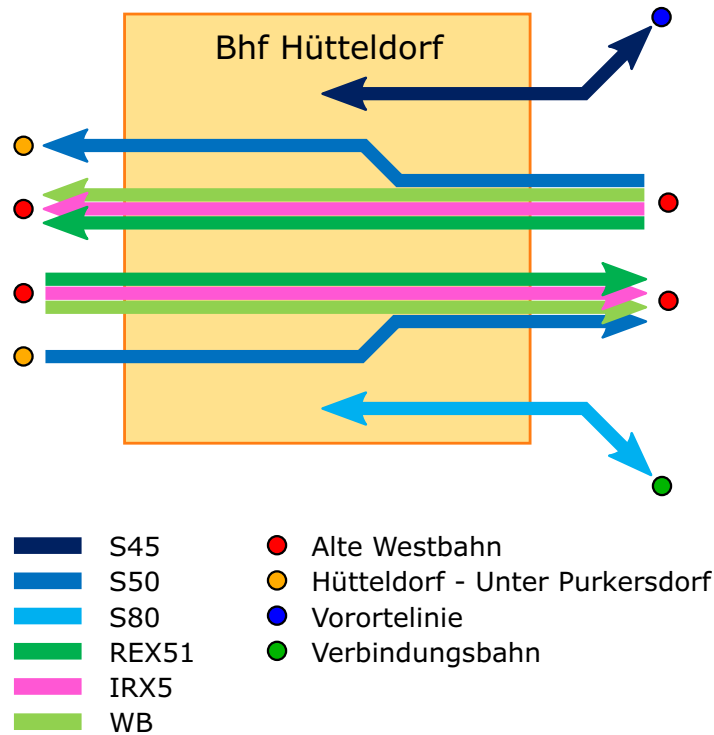 Bhf Hütteldorf
S45
S50
S80
REX51
IRX5
WB
Alte Westbahn
Hütteldorf - Unter Purkersdorf
Vorortelinie
Verbindungsbahn